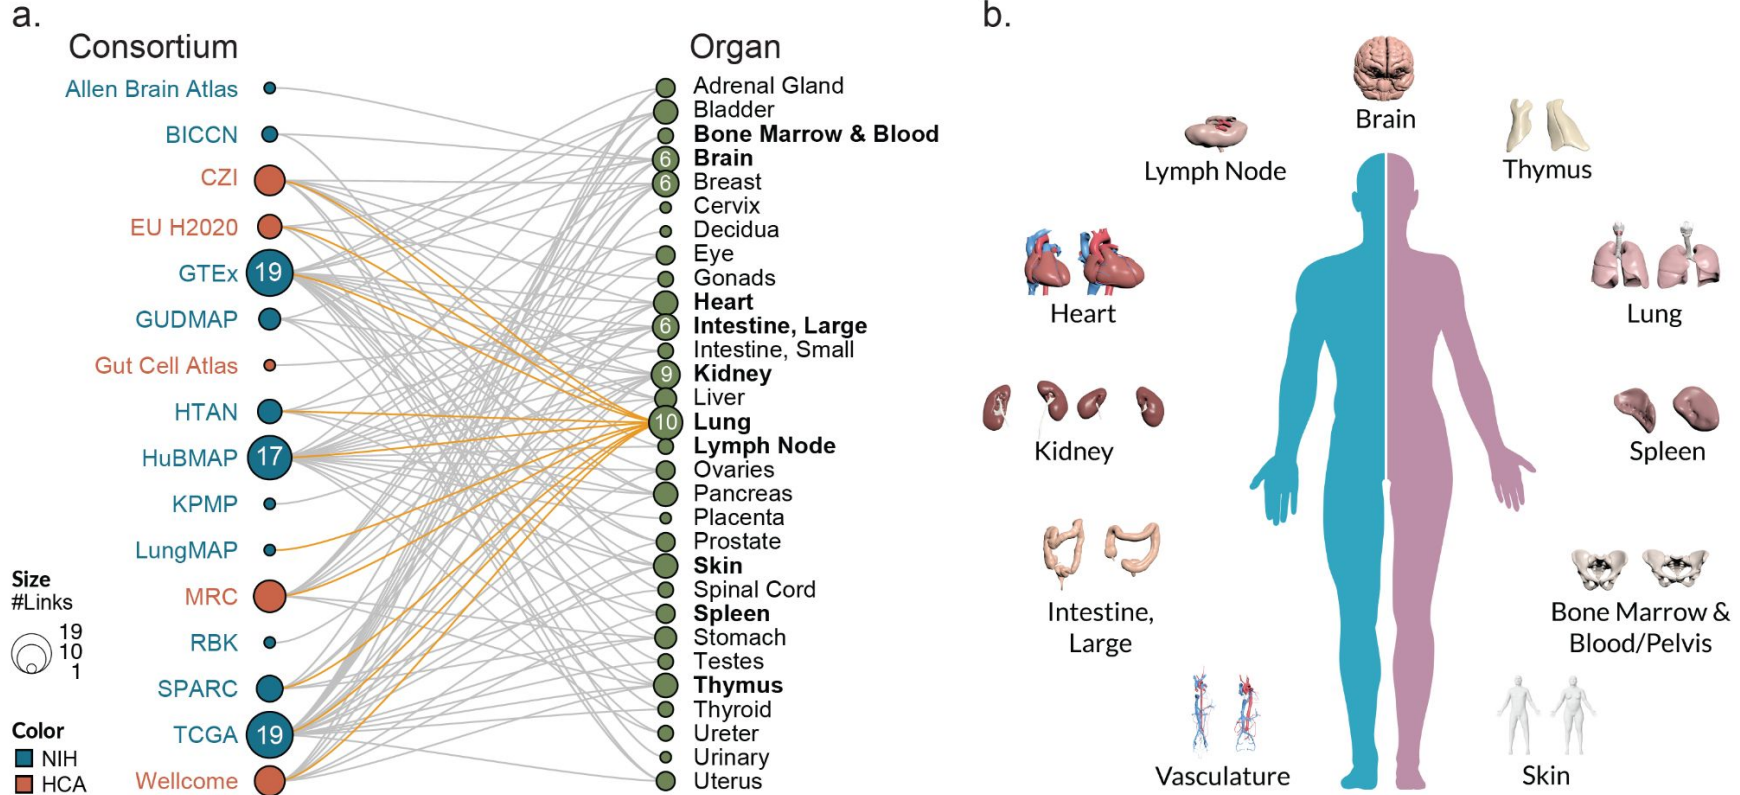 a.
Consortium
Allen Brain Atlas
BICCN
CZI
EU H2020
GTEx
19
GUDMAP
Gut Cell Atlas
HTAN
HuBMAP
17
KPMP
LungMAP
MRC
RBK
SPARC
TCGA
19
Wellcome
Size
#Links
19
10
1
Color
NIH
HCA
Organ
Adrenal Gland
Bladder
Bone Marrow & Blood
6 Brain
6 Breast
Cervix
Decidua
Eye
Gonads
Heart
6 Intestine, Large
Intestine, Small
9 Kidney
Liver
10 Lung
Lymph Node
Ovaries
Pancreas
Placenta
Prostate
Skin
Spinal Cord
Spleen
Stomach
Testes
Thymus
Thyroid
Ureter
Urinary
Uterus
b.
Brain
Lymph Node
Thymus
Heart
Lung
Kidney
Spleen
Intestine,
Large
Bone Marrow &
Blood/Pelvis
Vasculature
Skin